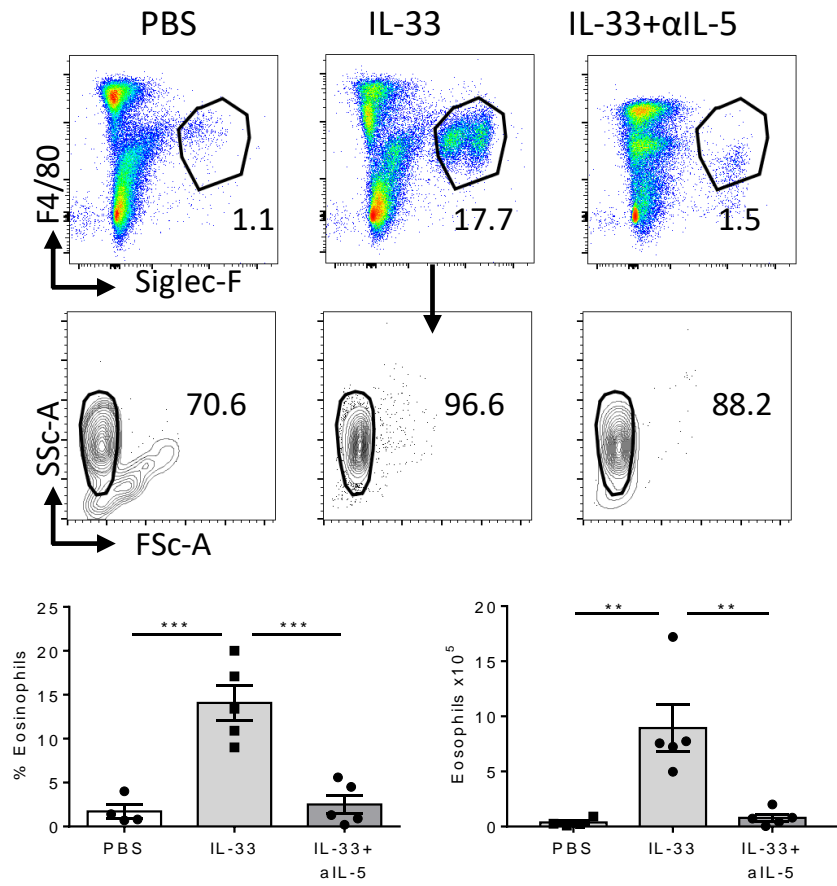 PBS
IL-33
IL-33+αIL-5
F4/80
1.1
17.7
1.5
Siglec-F
SSc-A
70.6
96.6
88.2
FSc-A
% Eosinophils
25
20
15
10
5
0
***
***
PBS
IL-33
IL-33+
aIL-5
Eosophils x10⁵
20
15
10
5
0
**
**
PBS
IL-33
IL-33+
aIL-5